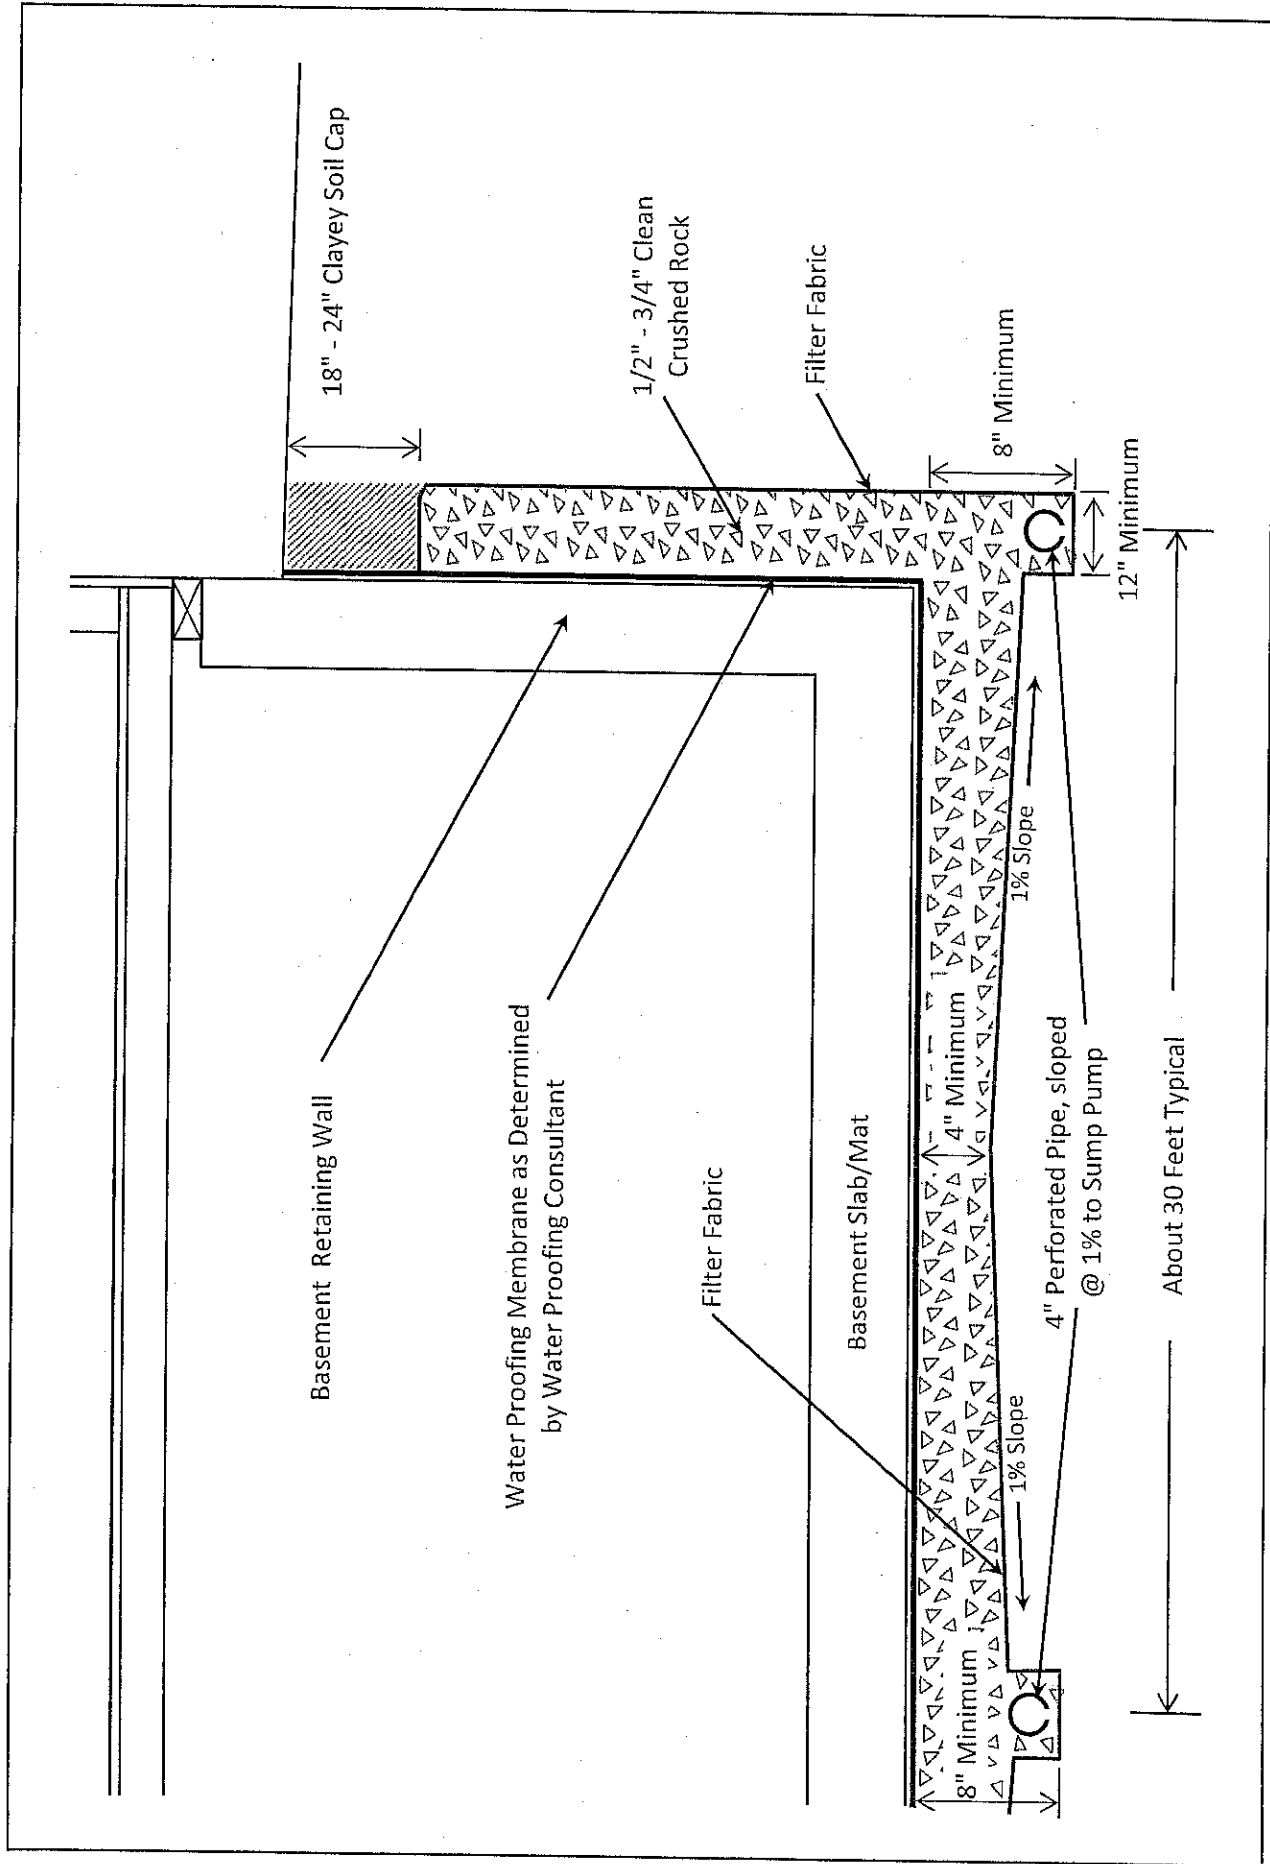 18" - 24" Clayey Soil Cap
Basement Retaining Wall
1/2" - 3/4" Clean
Crushed Rock
Water Proofing Membrane as Determined
by Water Proofing Consultant
Filter Fabric
Filter Fabric
Basement Slab/Mat
8" Minimum
4" Minimum
8" Minimum
1% Slope
1% Slope
12" Minimum
4" Perforated Pipe, sloped
@ 1% to Sump Pump
About 30 Feet Typical